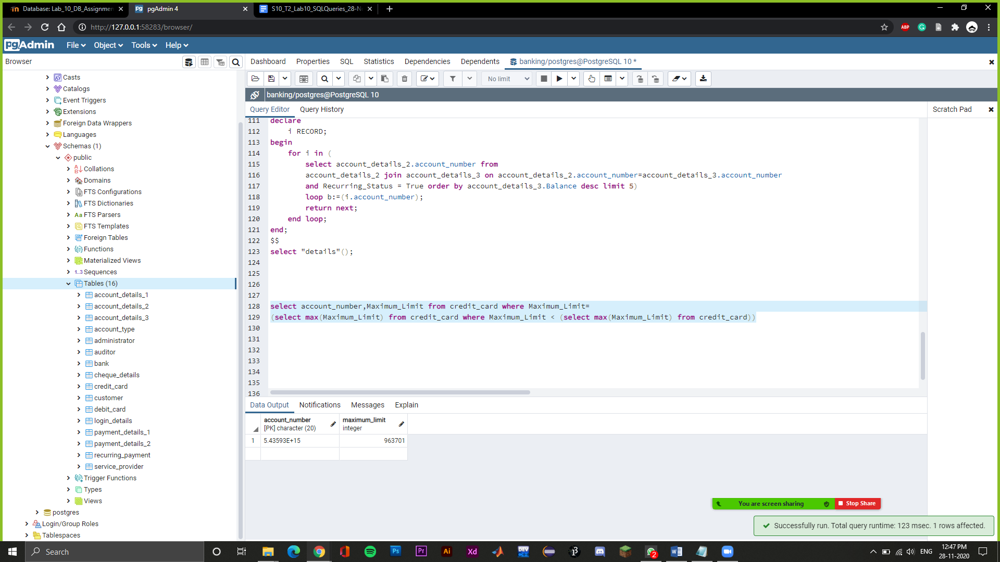 Database: Lab_10_DB_Assignmen
pgAdmin 4
S10_T2_Lab10_SQLQueries_28-N
http://127.0.0.1:58283/browser/
ABP
pgAdmin
File
Object
Tools
Help
Browser
Dashboard
Properties
SQL
Statistics
Dependencies
Dependents
banking/postgres@PostgreSQL 10 *
No limit
banking/postgres@PostgreSQL 10
Query Editor
Query History
Scratch Pad
Casts
Catalogs
Event Triggers
Extensions
Foreign Data Wrappers
Languages
Schemas (1)
public
Collations
Domains
FTS Configurations
FTS Dictionaries
Aa FTS Parsers
FTS Templates
Foreign Tables
Functions
Materialized Views
1..3 Sequences
Tables (16)
account_details_1
account_details_2
account_details_3
account_type
administrator
auditor
bank
cheque_details
credit_card
customer
debit_card
login_details
payment_details_1
payment_details_2
recurring_payment
service_provider
Trigger Functions
Types
Views
postgres
Login/Group Roles
Tablespaces
111 declare
112 i RECORD;
113 begin
114 for i in (
115 select account_details_2.account_number from
116 account_details_2 join account_details_3 on account_details_2.account_number=account_details_3.account_number
117 and Recurring_Status = True order by account_details_3.Balance desc limit 5)
118 loop b:=(i.account_number);
119 return next;
120 end loop;
121 end;
122 $$
123 select "details"();
124
125
126
127
128 select account_number,Maximum_Limit from credit_card where Maximum_Limit=
129 (select max(Maximum_Limit) from credit_card where Maximum_Limit < (select max(Maximum_Limit) from credit_card))
130
131
132
133
134
135
136
Data Output
Notifications
Messages
Explain
account_number
[PK] character (20)
maximum_limit
integer
1 5.43593E+15 963701
You are screen sharing
Stop Share
Successfully run. Total query runtime: 123 msec. 1 rows affected.
Search
Ps
Pr
Ai
Xd
DEV
2
ENG
12:47 PM
28-11-2020